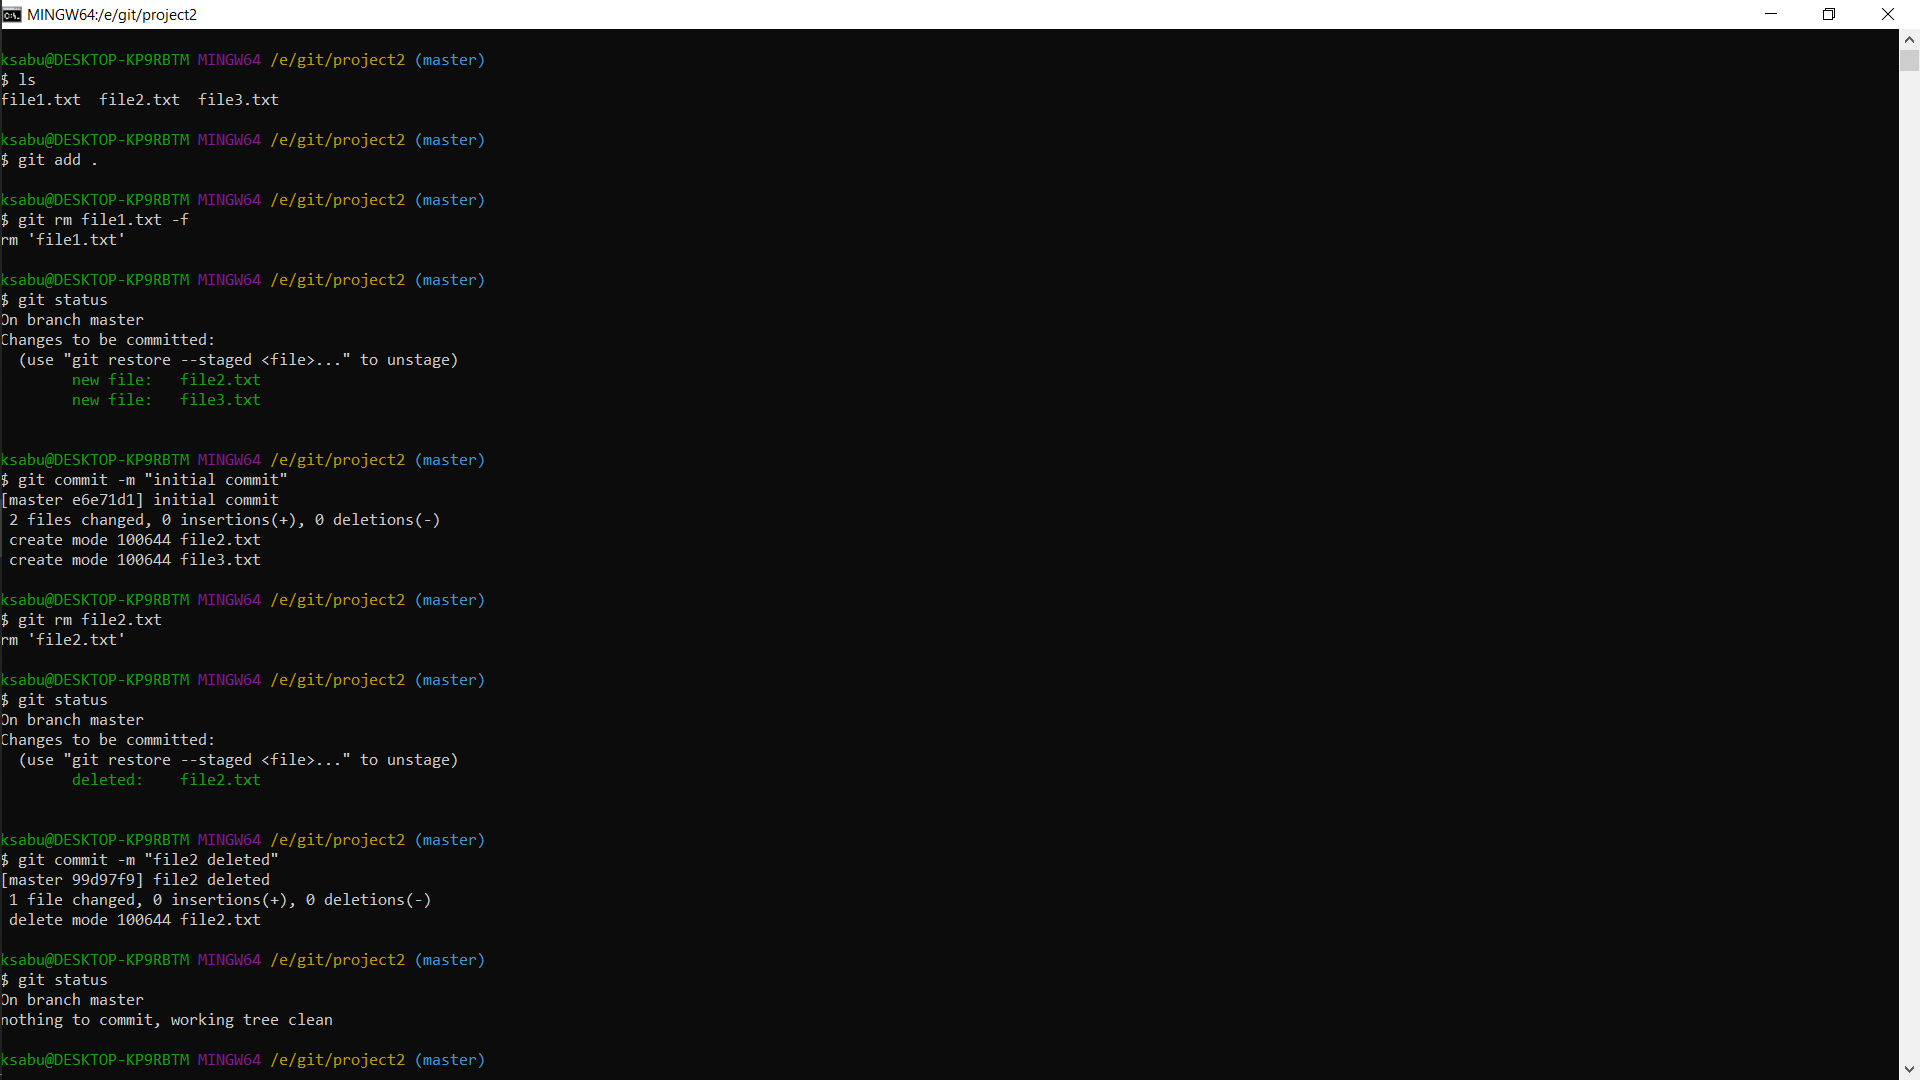 MINGW64:/e/git/project2
ksabu@DESKTOP-KP9RBTM MINGW64 /e/git/project2 (master)
$ ls
file1.txt  file2.txt  file3.txt
ksabu@DESKTOP-KP9RBTM MINGW64 /e/git/project2 (master)
$ git add .
ksabu@DESKTOP-KP9RBTM MINGW64 /e/git/project2 (master)
$ git rm file1.txt -f
rm 'file1.txt'
ksabu@DESKTOP-KP9RBTM MINGW64 /e/git/project2 (master)
$ git status
On branch master
Changes to be committed:
  (use "git restore --staged <file>..." to unstage)
        new file:   file2.txt
        new file:   file3.txt
ksabu@DESKTOP-KP9RBTM MINGW64 /e/git/project2 (master)
$ git commit -m "initial commit"
[master e6e71d1] initial commit
 2 files changed, 0 insertions(+), 0 deletions(-)
 create mode 100644 file2.txt
 create mode 100644 file3.txt
ksabu@DESKTOP-KP9RBTM MINGW64 /e/git/project2 (master)
$ git rm file2.txt
rm 'file2.txt'
ksabu@DESKTOP-KP9RBTM MINGW64 /e/git/project2 (master)
$ git status
On branch master
Changes to be committed:
  (use "git restore --staged <file>..." to unstage)
        deleted:    file2.txt
ksabu@DESKTOP-KP9RBTM MINGW64 /e/git/project2 (master)
$ git commit -m "file2 deleted"
[master 99d97f9] file2 deleted
 1 file changed, 0 insertions(+), 0 deletions(-)
 delete mode 100644 file2.txt
ksabu@DESKTOP-KP9RBTM MINGW64 /e/git/project2 (master)
$ git status
On branch master
nothing to commit, working tree clean
ksabu@DESKTOP-KP9RBTM MINGW64 /e/git/project2 (master)